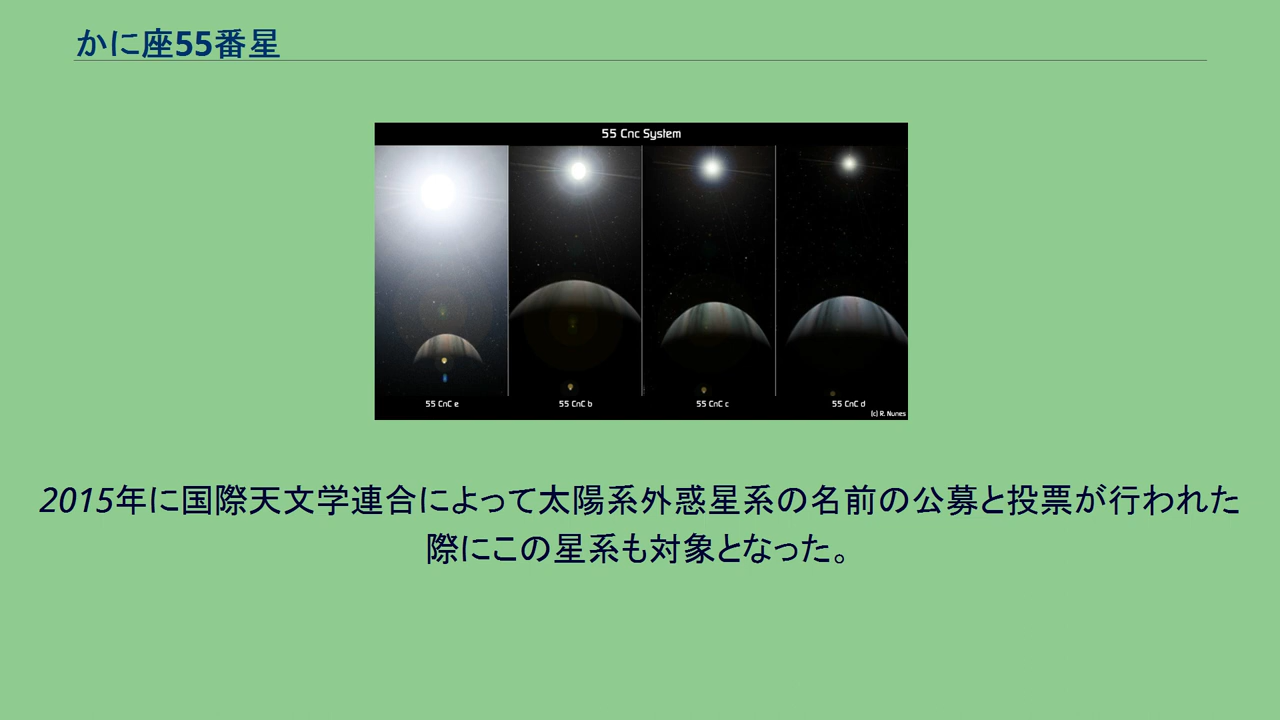 かに座55番星
55 Cnc System
55 CnC e
55 CnC b
55 CnC c
55 CnC d
(c) R. Nunes
2015年に国際天文学連合によって太陽系外惑星系の名前の公募と投票が行われた
際にこの星系も対象となった。